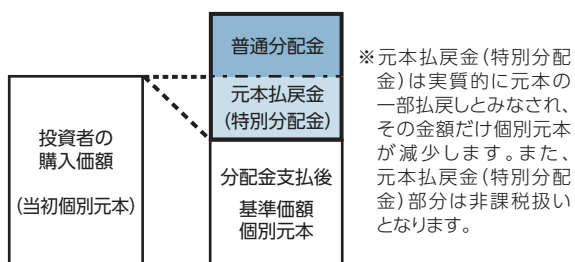 投資者の
購入価額
(当初個別元本)
普通分配金
元本払戻金
(特別分配金)
分配金支払後
基準価額
個別元本
※元本払戻金(特別分配
金)は実質的に元本の
一部払戻しとみなされ、
その金額だけ個別元本
が減少します。また、
元本払戻金(特別分配
金)部分は非課税扱い
となります。